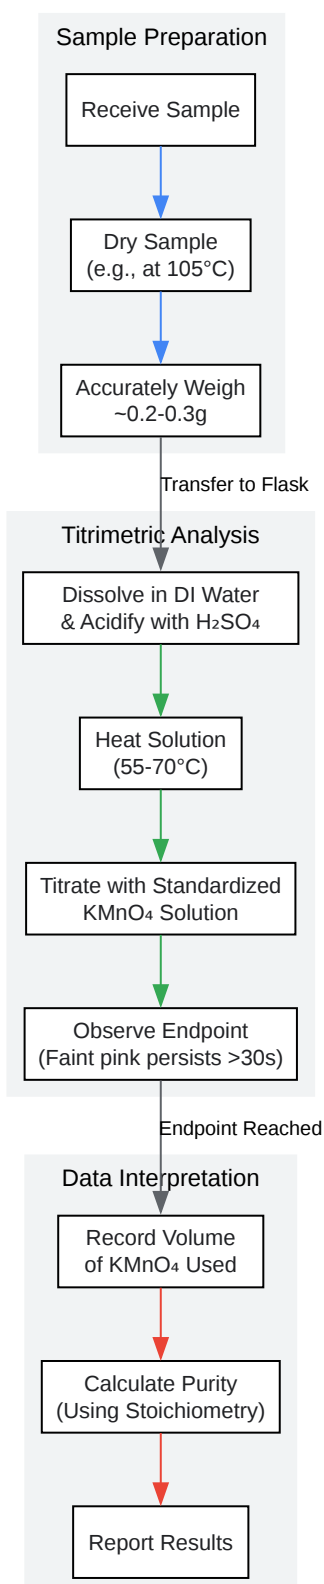 Sample Preparation
Receive Sample
Dry Sample
(e.g., at 105°C)
Accurately Weigh
~0.2-0.3g
Transfer to Flask
Titrimetric Analysis
Dissolve in DI Water
& Acidify with H₂SO₄
Heat Solution
(55-70°C)
Titrate with Standardized
KMnO₄ Solution
Observe Endpoint
(Faint pink persists >30s)
Endpoint Reached
Data Interpretation
Record Volume
of KMnO₄ Used
Calculate Purity
(Using Stoichiometry)
Report Results